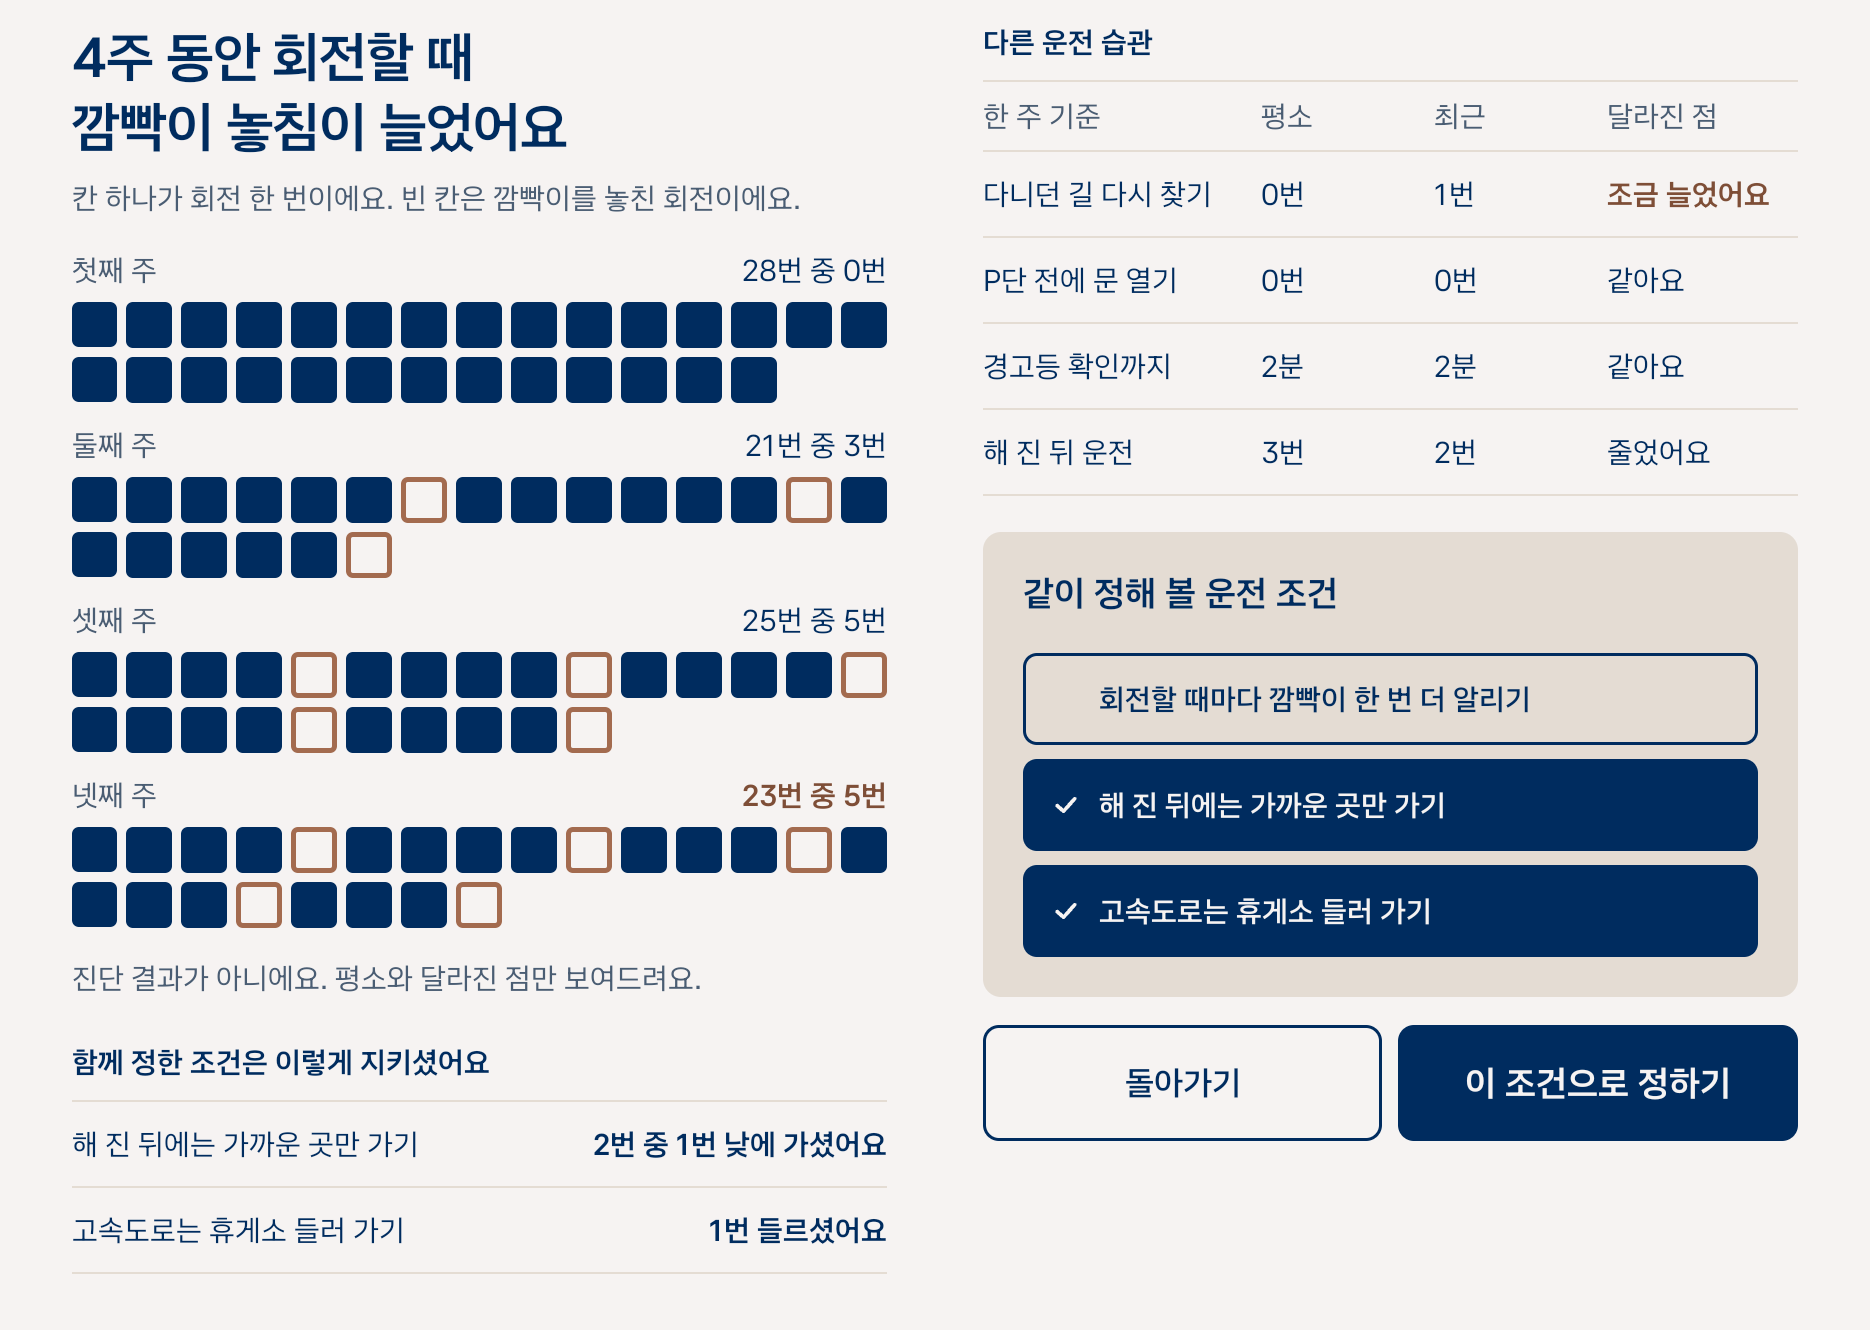 4주 동안 회전할 때
깜빡이 놓침이 늘었어요
칸 하나가 회전 한 번이에요. 빈 칸은 깜빡이를 놓친 회전이에요.
첫째 주 28번 중 0번
둘째 주 21번 중 3번
셋째 주 25번 중 5번
넷째 주 23번 중 5번
진단 결과가 아니에요. 평소와 달라진 점만 보여드려요.
함께 정한 조건은 이렇게 지키셨어요
해 진 뒤에는 가까운 곳만 가기 2번 중 1번 낮에 가셨어요
고속도로는 휴게소 들러 가기 1번 들르셨어요
다른 운전 습관
한 주 기준 평소 최근 달라진 점
다니던 길 다시 찾기 0번 1번 조금 늘었어요
P단 전에 문 열기 0번 0번 같아요
경고등 확인까지 2분 2분 같아요
해 진 뒤 운전 3번 2번 줄었어요
같이 정해 볼 운전 조건
회전할 때마다 깜빡이 한 번 더 알리기
해 진 뒤에는 가까운 곳만 가기
고속도로는 휴게소 들러 가기
돌아가기 이 조건으로 정하기